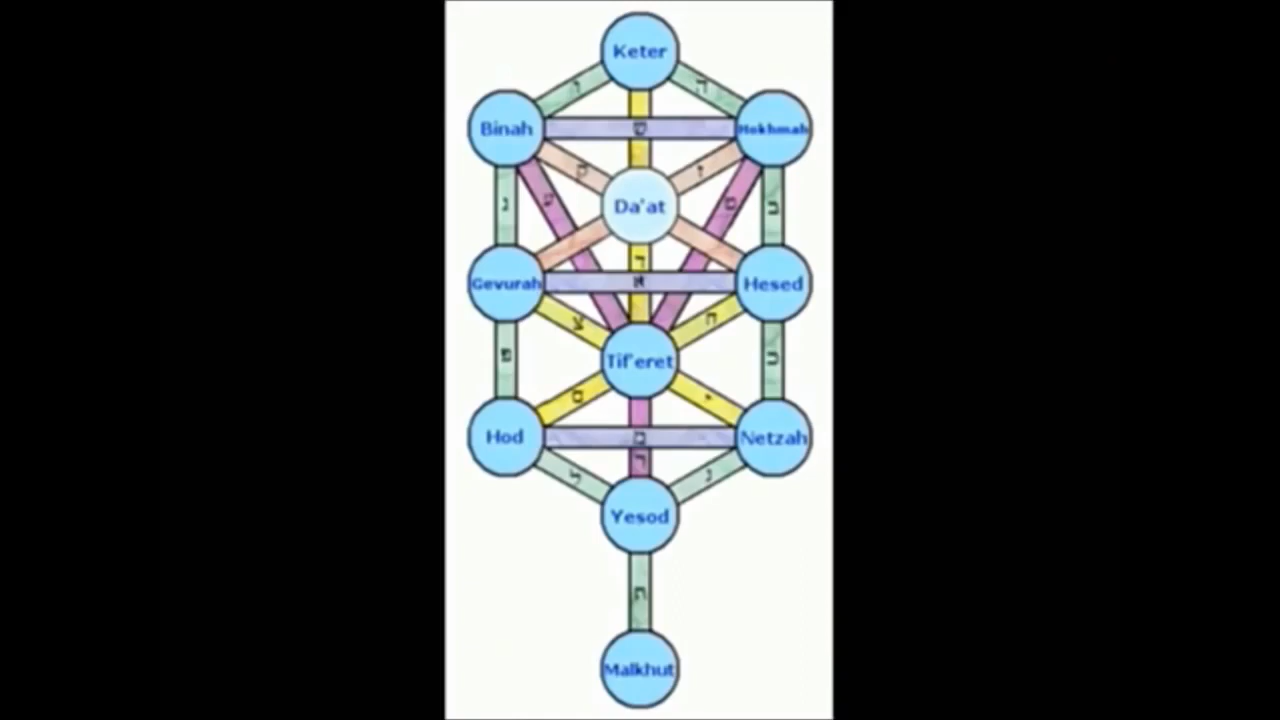 Keter
ו
ה
Binah
ש
Hokhmah
ק
ז
Da'at
נ
ע
ט
ב
ד
Gevurah
א
Hesed
צ
ח
Tif'eret
פ
ס
י
Hod
מ
Netzah
ר
ל
נ
Yesod
ת
Malkhut